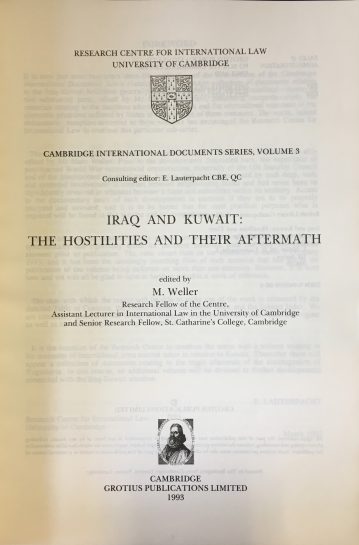 RESEARCH CENTRE FOR INTERNATIONAL LAW
UNIVERSITY OF CAMBRIDGE
CAMBRIDGE INTERNATIONAL DOCUMENTS SERIES, VOLUME 3
Consulting editor: E. Lauterpacht CBE, QC
IRAQ AND KUWAIT:
THE HOSTILITIES AND THEIR AFTERMATH
edited by
M. Weller
Research Fellow of the Centre,
Assistant Lecturer in International Law in the University of Cambridge
and Senior Research Fellow, St. Catharine's College, Cambridge
CAMBRIDGE
GROTIUS PUBLICATIONS LIMITED
1993